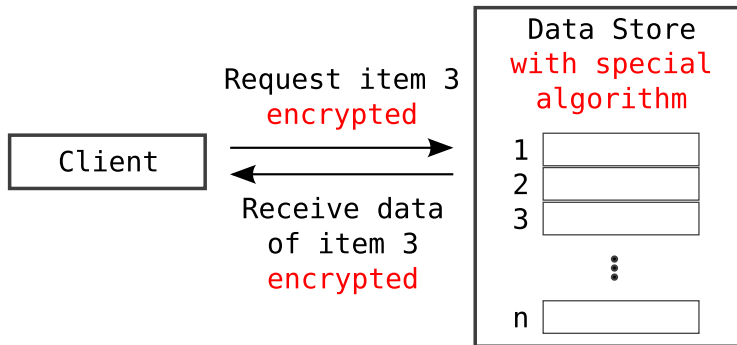 Client
Request item 3
encrypted
Receive data
of item 3
encrypted
Data Store
with special
algorithm
1
2
3
n